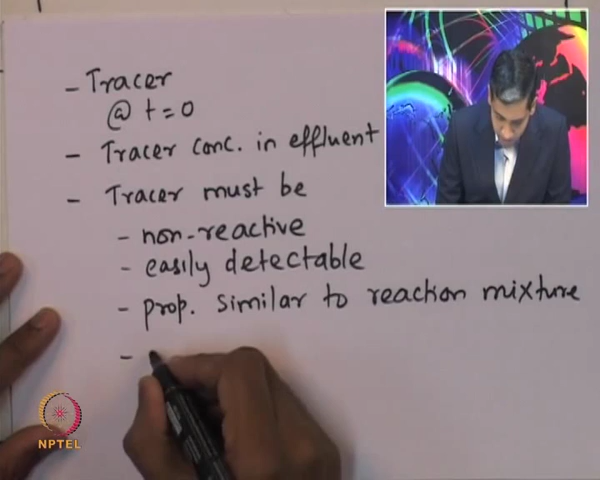 - Tracer
@ t=0
- Tracer conc. in effluent
- Tracer must be
- non-reactive
- easily detectable
- prop. similar to reaction mixture
-
NPTEL